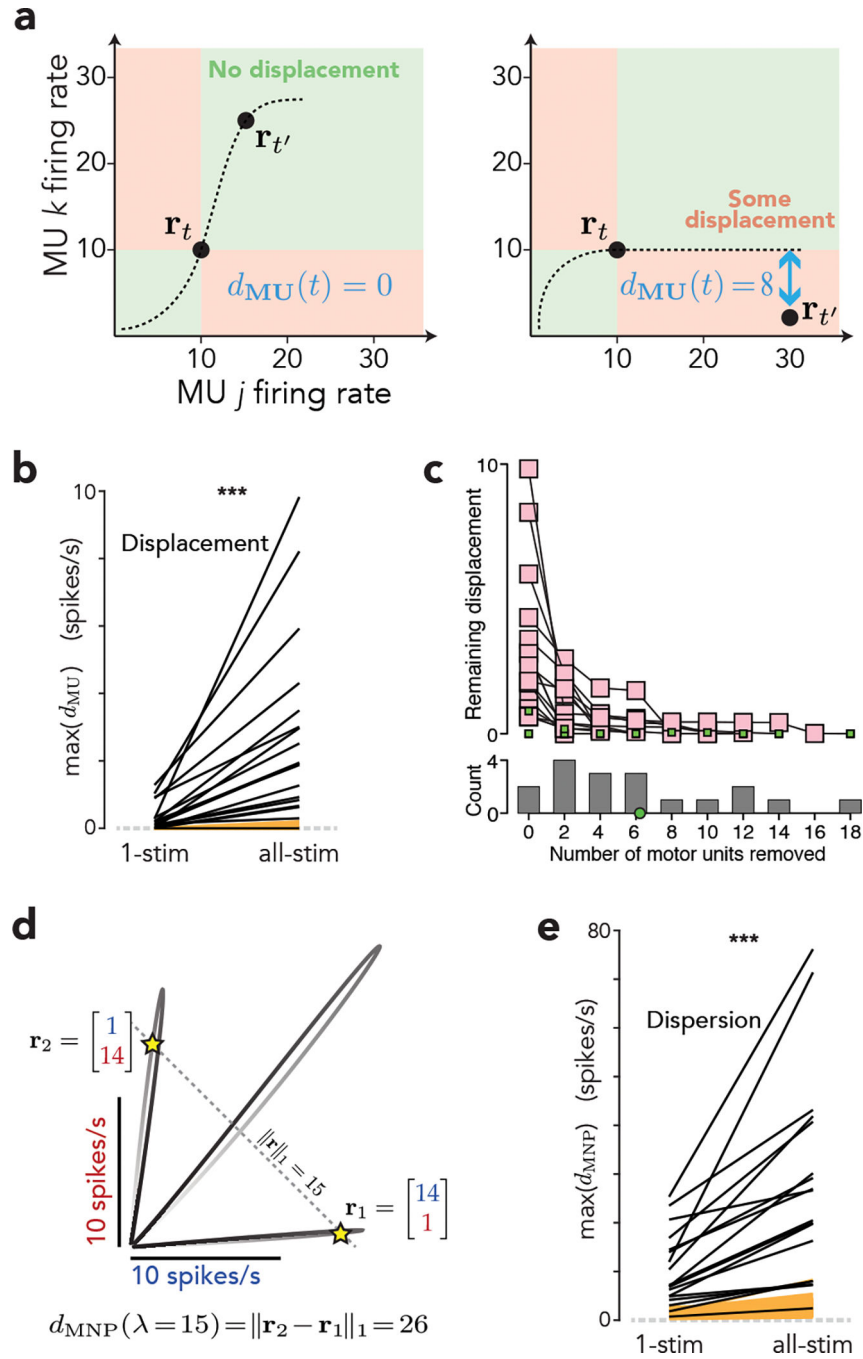 a
MU k firing rate
30
20
10
No displacement
r_t'
r_t
d_MU(t) = 0
10
20
30
MU j firing rate
30
20
10
Some
displacement
r_t
d_MU(t) = 8
r_t'
10
20
30
b
max(d_MU) (spikes/s)
10
0
***
Displacement
1-stim
all-stim
c
Remaining displacement
10
0
Count
4
0
0 2 4 6 8 10 12 14 16 18
Number of motor units removed
d
r_2 = [1 14]
10 spikes/s
||r||_1 = 15
r_1 = [14 1]
10 spikes/s
d_MNP(λ = 15) = ||r_2 − r_1||_1 = 26
e
max(d_MNP) (spikes/s)
80
0
***
Dispersion
1-stim
all-stim